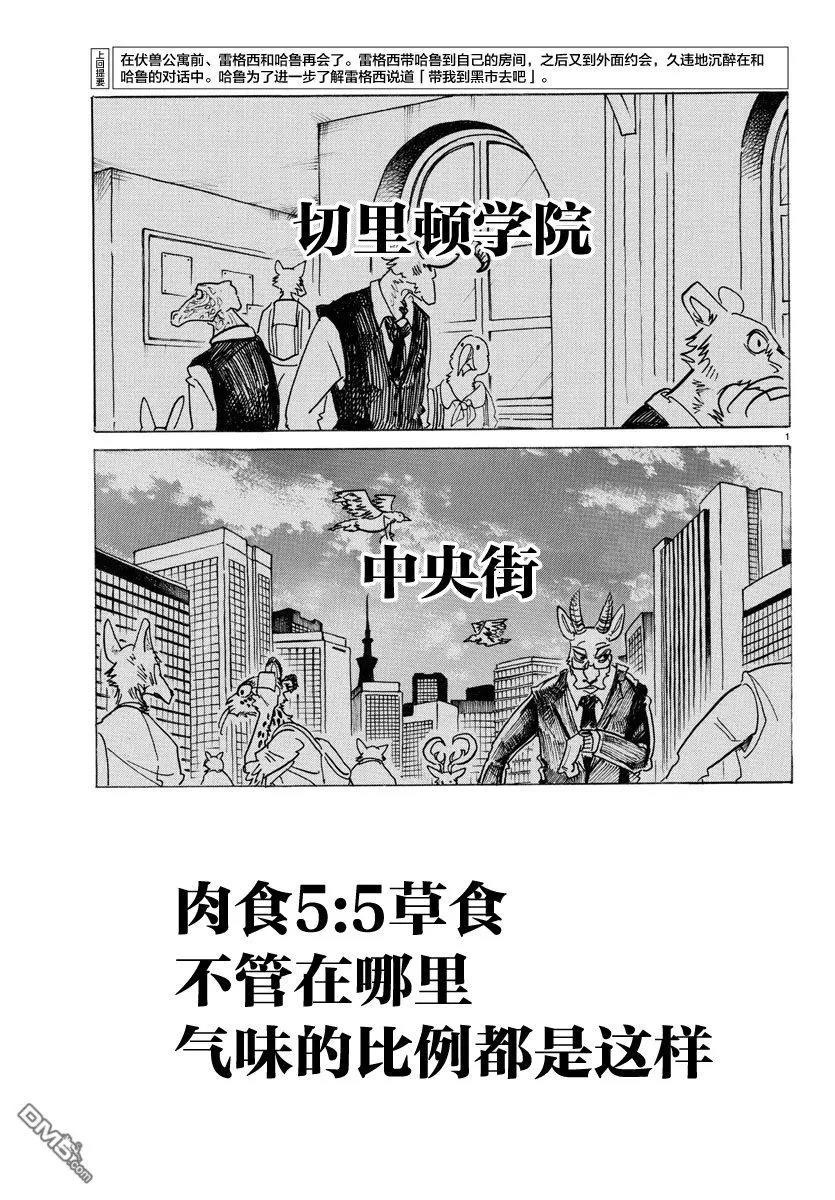 上回提要
在伏兽公寓前、雷格西和哈鲁再会了。雷格西带哈鲁到自己的房间，之后又到外面约会，久违地沉醉在和
哈鲁的对话中。哈鲁为了进一步了解雷格西说道「带我到黑市去吧」。
切里顿学院
1
中央街
肉食5:5草食
不管在哪里
气味的比例都是这样
DM5.com